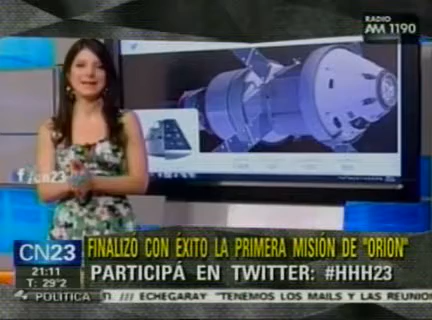 RADIO
AM 1190
f/cn23
FINALIZO CON ÉXITO LA PRIMERA MISIÓN DE "ORION"
CN23
21:11
T: 29°2
PARTICIPÁ EN TWITTER: #HHH23
POLITICA /// ECHEGARAY "TENEMOS LOS MAILS Y LAS REUNIO